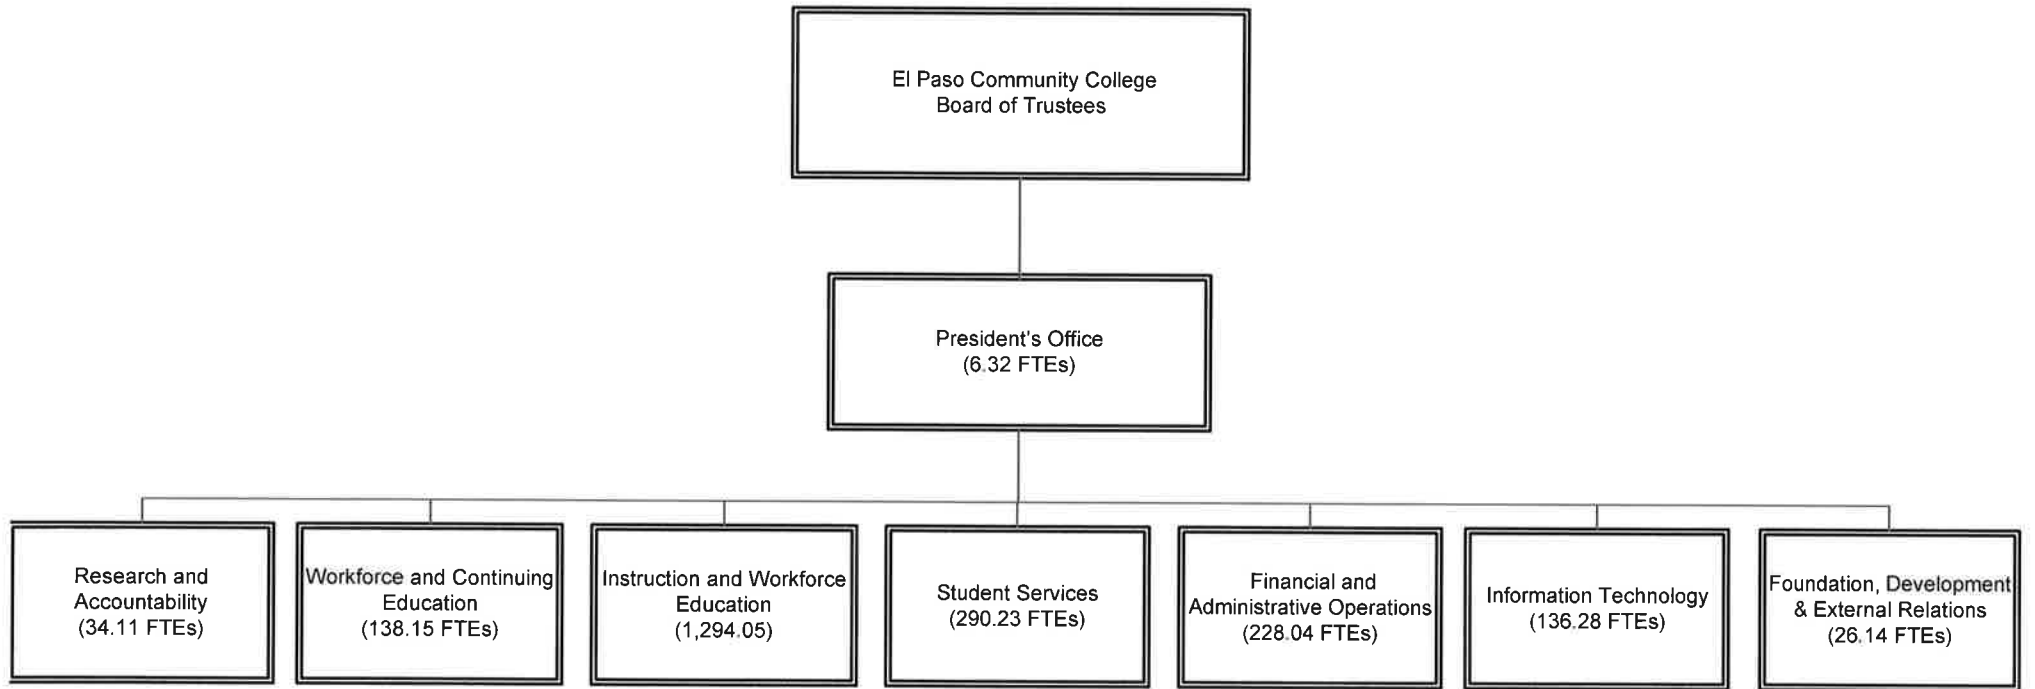 El Paso Community College
Board of Trustees
President's Office
(6.32 FTEs)
Research and
Accountability
(34.11 FTEs)
Workforce and Continuing
Education
(138.15 FTEs)
Instruction and Workforce
Education
(1,294.05)
Student Services
(290.23 FTEs)
Financial and
Administrative Operations
(228.04 FTEs)
Information Technology
(136.28 FTEs)
Foundation, Development
& External Relations
(26.14 FTEs)